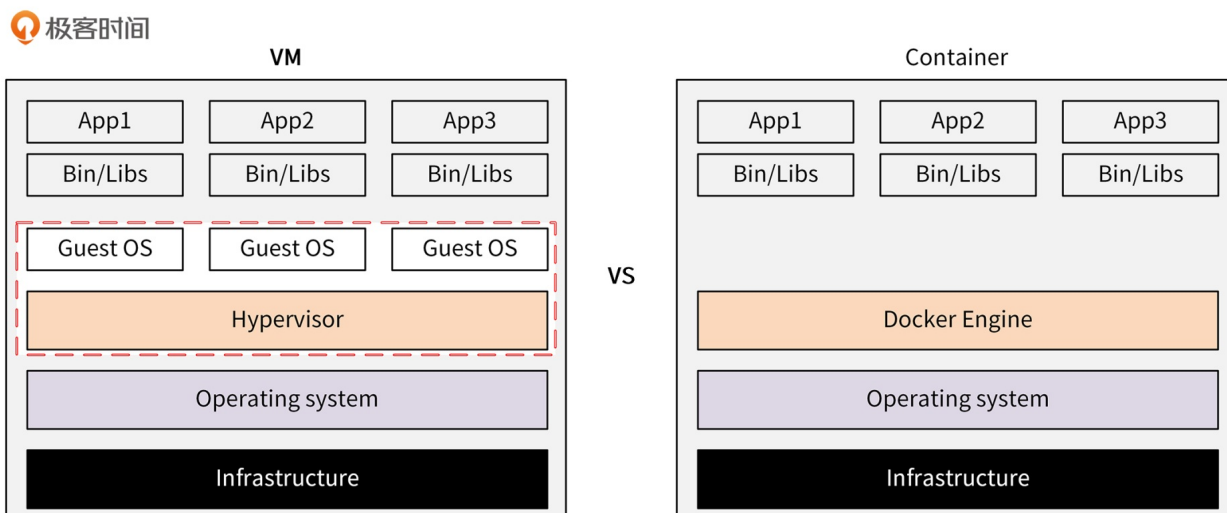 极客时间
VM
Container
App1 App2 App3
App1 App2 App3
Bin/Libs Bin/Libs Bin/Libs
Bin/Libs Bin/Libs Bin/Libs
Guest OS Guest OS Guest OS
VS
Hypervisor
Docker Engine
Operating system
Operating system
Infrastructure
Infrastructure